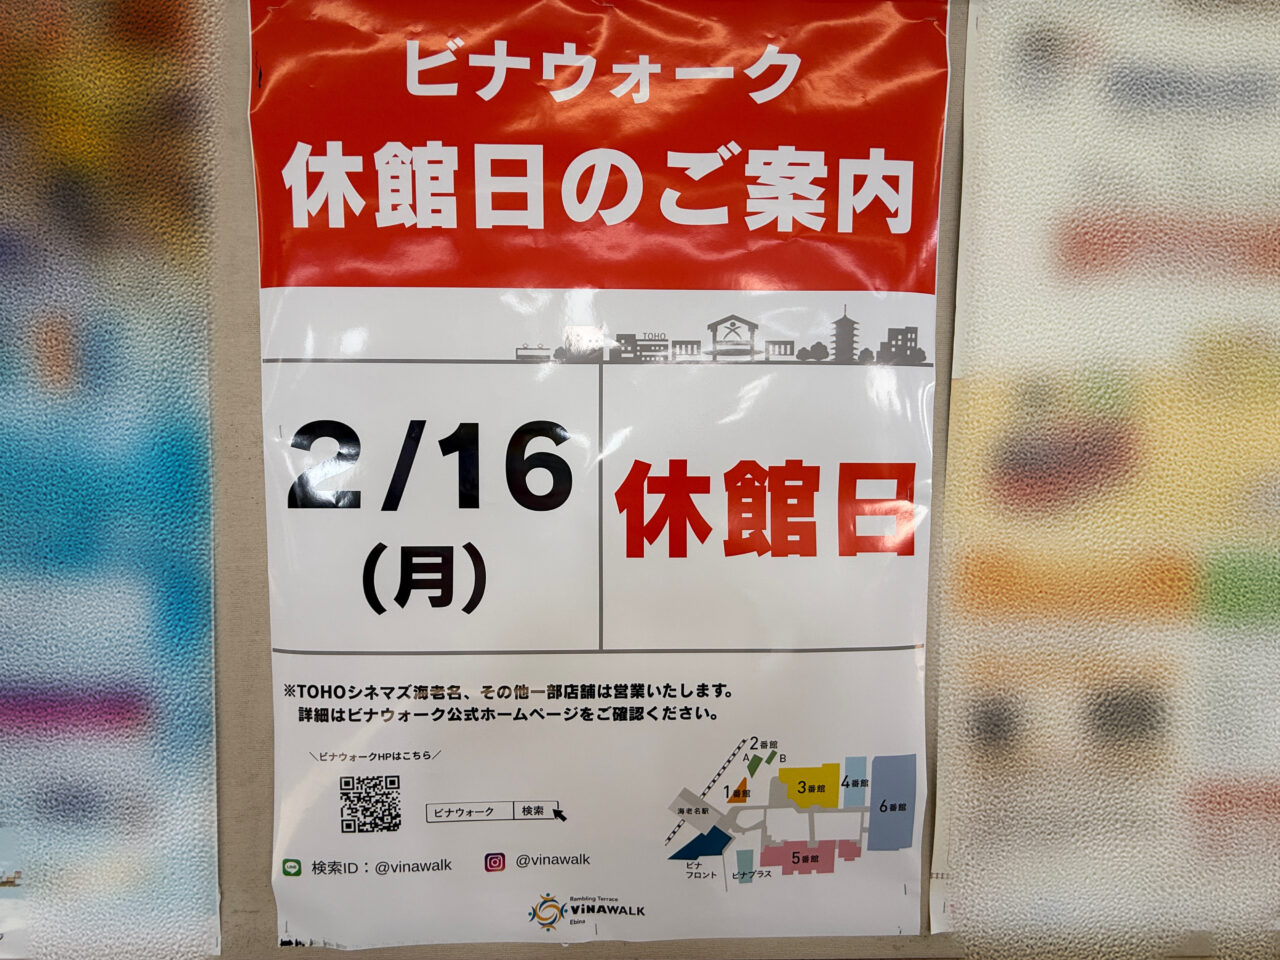 ビナウォーク
休館日のご案内
TOHO
2/16
(月)
休館日
※TOHOシネマズ海老名、その他一部店舗は営業いたします。
詳細はビナウォーク公式ホームページをご確認ください。
＼ビナウォークHPはこちら／
ビナウォーク 検索
LINE 検索ID：@vinawalk
@vinawalk
2番館
A B
1番館
3番館
4番館
6番館
海老名駅
5番館
ビナ
フロント
ビナプラス
Rambling Terrace
ViNAWALK
Ebina